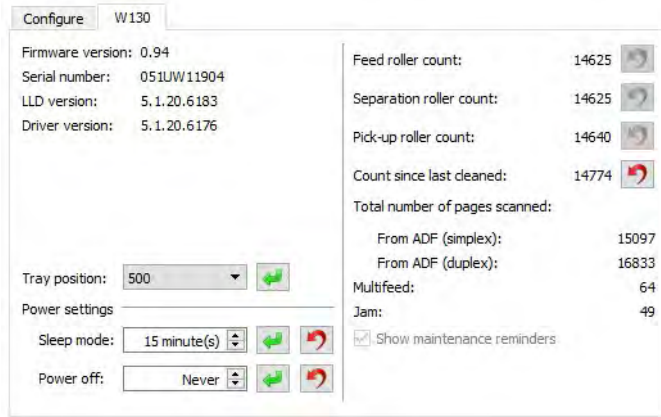 Configure
W130
Firmware version: 0.94
Serial number: 051UW11904
LLD version: 5.1.20.6183
Driver version: 5.1.20.6176
Tray position: 500
Power settings
Sleep mode: 15 minute(s)
Power off: Never
Feed roller count: 14625
Separation roller count: 14625
Pick-up roller count: 14640
Count since last cleaned: 14774
Total number of pages scanned:
From ADF (simplex): 15097
From ADF (duplex): 16833
Multifeed: 64
Jam: 49
Show maintenance reminders